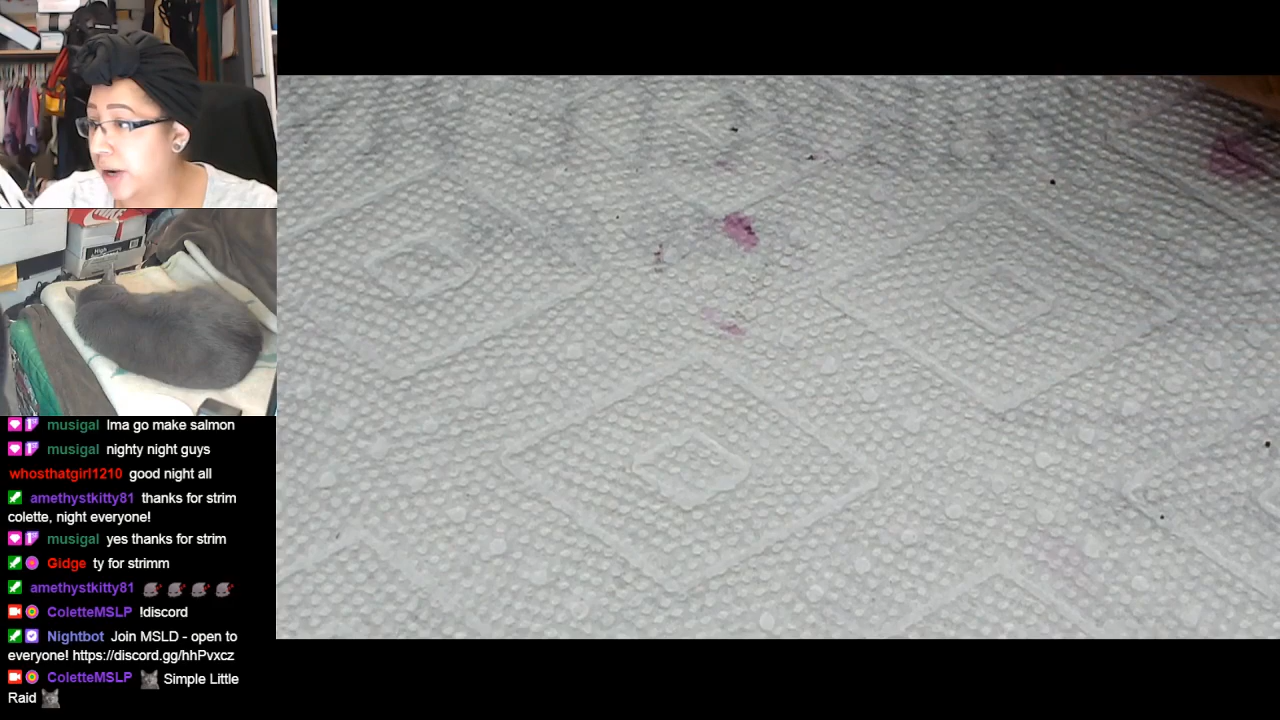 musigal Ima go make salmon
musigal nighty night guys
whosthatgirl1210 good night all
amethystkitty81 thanks for strim
colette, night everyone!
musigal yes thanks for strim
Gidge ty for strimm
amethystkitty81
ColetteMSLP !discord
Nightbot Join MSLD - open to
everyone! https://discord.gg/hhPvxcz
ColetteMSLP Simple Little
Raid